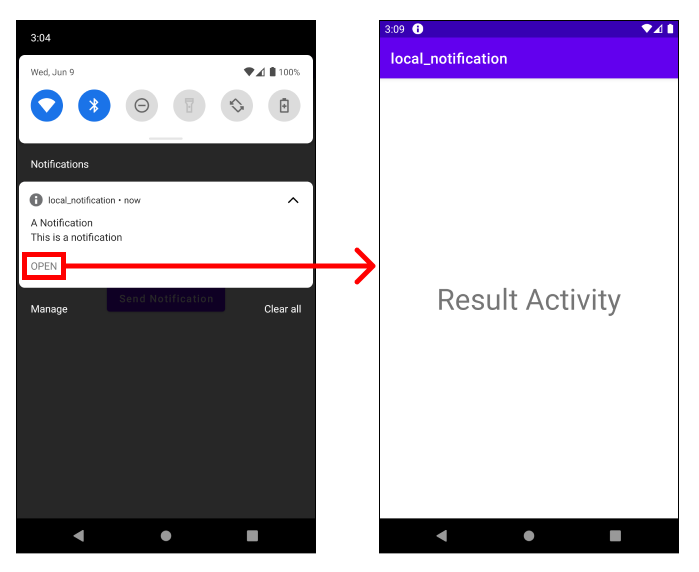 3:04
Wed, Jun 9
100%
Notifications
local_notification • now
A Notification
This is a notification
OPEN
Send Notification
Manage
Clear all
3:09
local_notification
Result Activity